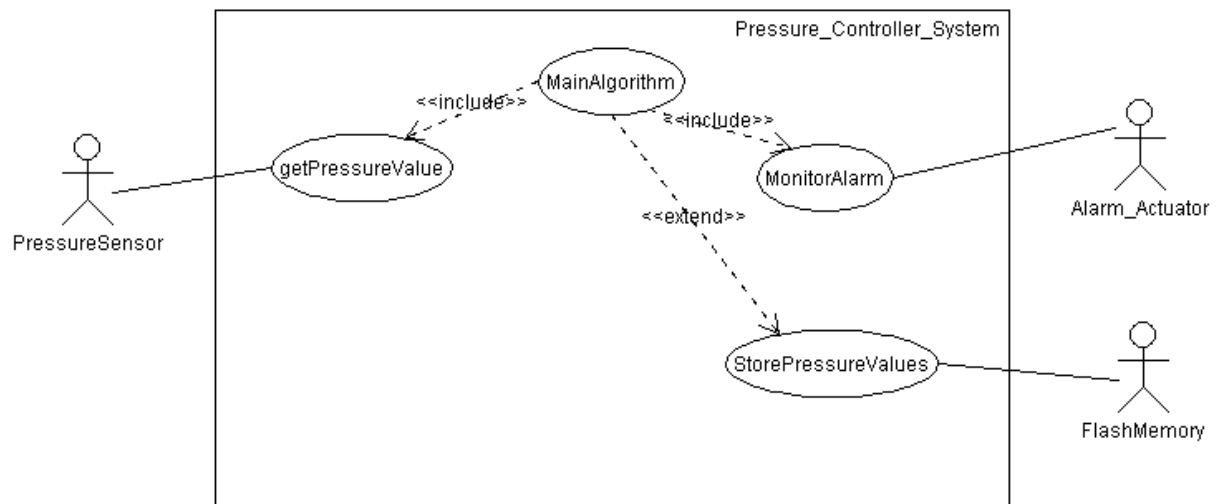 Pressure_Controller_System
MainAlgorithm
<<include>>
<<include>>
getPressureValue
MonitorAlarm
PressureSensor
Alarm_Actuator
<<extend>>
StorePressureValues
FlashMemory